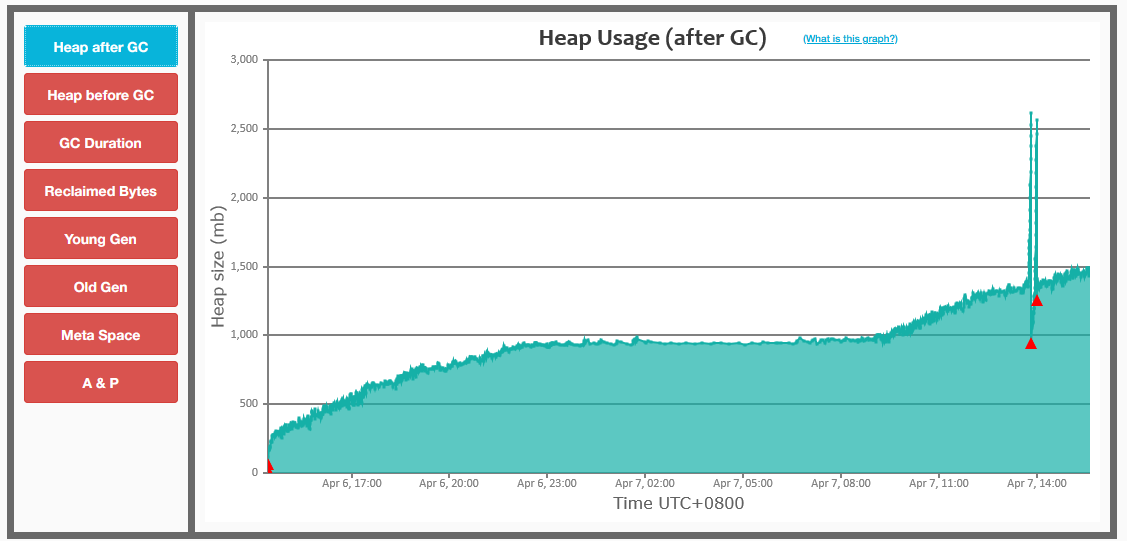 Heap after GC
Heap before GC
GC Duration
Reclaimed Bytes
Young Gen
Old Gen
Meta Space
A & P
Heap Usage (after GC)
(What is this graph?)
Heap size (mb)
3,000
2,500
2,000
1,500
1,000
500
0
Apr 6, 17:00 Apr 6, 20:00 Apr 6, 23:00 Apr 7, 02:00 Apr 7, 05:00 Apr 7, 08:00 Apr 7, 11:00 Apr 7, 14:00
Time UTC+0800